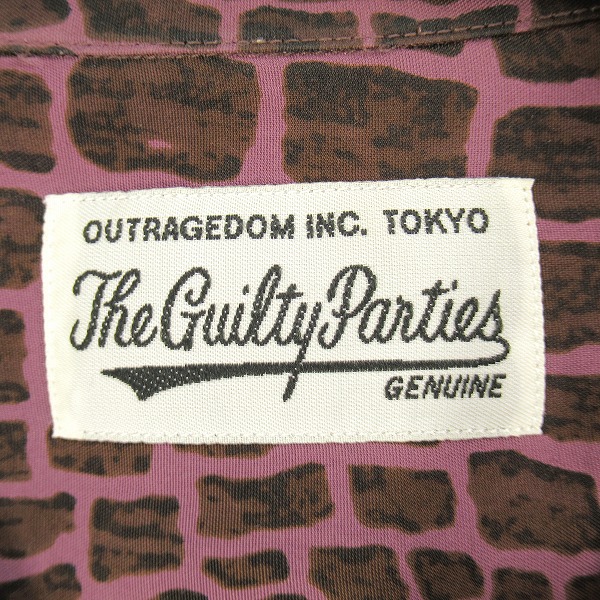 OUTRAGEDOM INC. TOKYO
The Guilty Parties
GENUINE